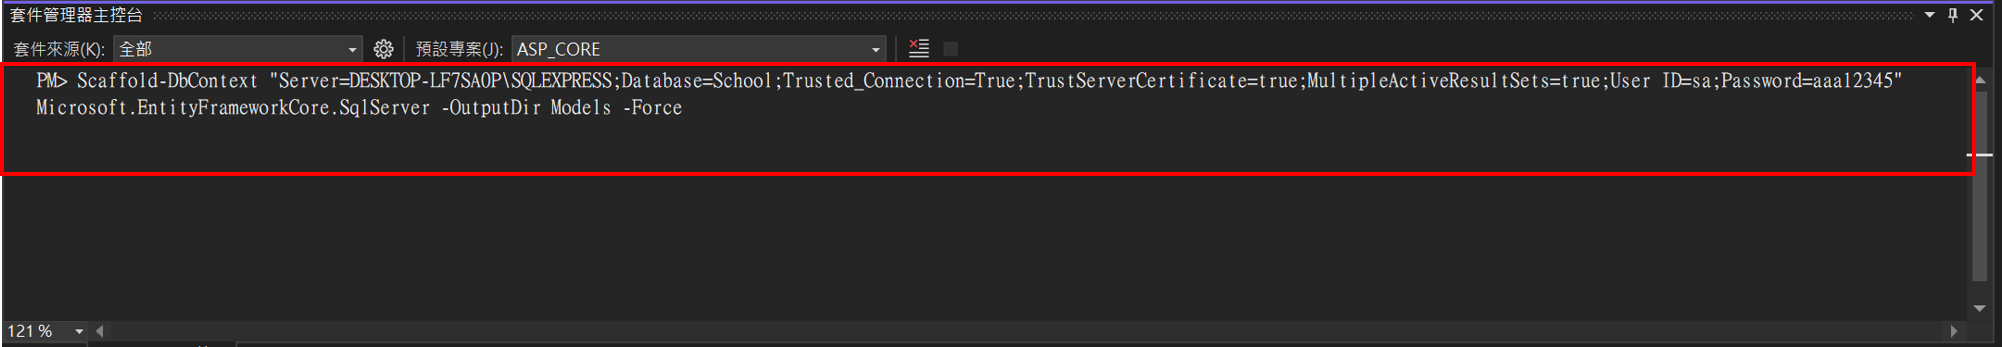 套件管理器主控台
套件來源(K): 全部 預設專案(J): ASP_CORE
PM> Scaffold-DbContext "Server=DESKTOP-LF7SA0P\SQLEXPRESS;Database=School;Trusted_Connection=True;TrustServerCertificate=true;MultipleActiveResultSets=true;User ID=sa;Password=aaa12345"
Microsoft.EntityFrameworkCore.SqlServer -OutputDir Models -Force
121 %